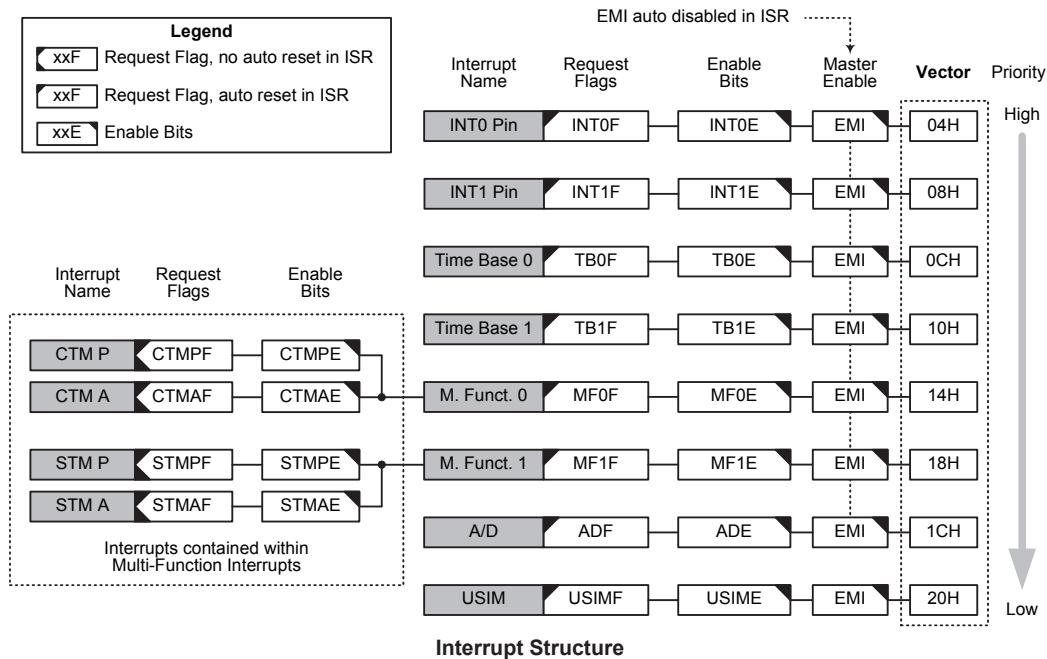 EMI auto disabled in ISR
Legend
xxF Request Flag, no auto reset in ISR
xxF Request Flag, auto reset in ISR
xxE Enable Bits
Interrupt Name Request Flags Enable Bits Master Enable Vector Priority
High
INT0 Pin INT0F INT0E EMI 04H
INT1 Pin INT1F INT1E EMI 08H
Time Base 0 TB0F TB0E EMI 0CH
Time Base 1 TB1F TB1E EMI 10H
Interrupt Name Request Flags Enable Bits
CTM P CTMPF CTMPE
CTM A CTMAF CTMAE M. Funct. 0 MF0F MF0E EMI 14H
STM P STMPF STMPE M. Funct. 1 MF1F MF1E EMI 18H
STM A STMAF STMAE
Interrupts contained within
Multi-Function Interrupts
A/D ADF ADE EMI 1CH
USIM USIMF USIME EMI 20H
Low
Interrupt Structure